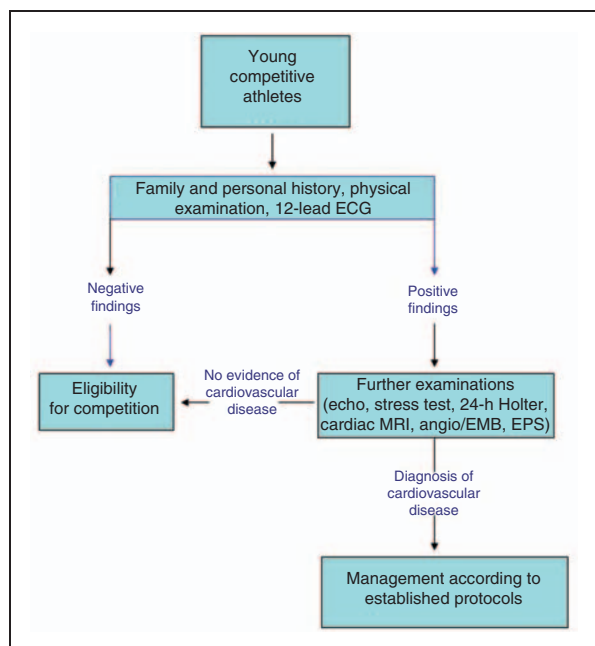 Young
competitive
athletes
Family and personal history, physical
examination, 12-lead ECG
Negative
findings
Positive
findings
Eligibility
for competition
No evidence of
cardiovascular
disease
Further examinations
(echo, stress test, 24-h Holter,
cardiac MRI, angio/EMB, EPS)
Diagnosis of
cardiovascular
disease
Management according to
established protocols